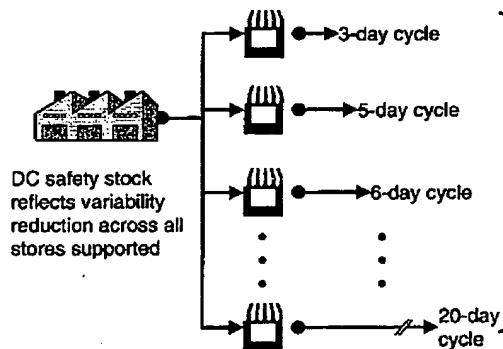 3-day cycle
5-day cycle
DC safety stock
reflects variability
reduction across all
stores supported
6-day cycle
20-day
cycle